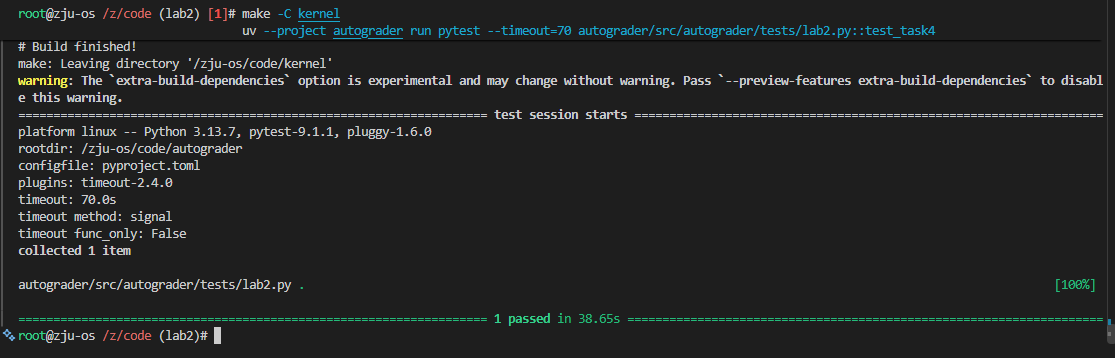 root@zju-os /z/code (lab2) [1]# make -C kernel
uv --project autograder run pytest --timeout=70 autograder/src/autograder/tests/lab2.py::test_task4
# Build finished!
make: Leaving directory '/zju-os/code/kernel'
warning: The `extra-build-dependencies` option is experimental and may change without warning. Pass `--preview-features extra-build-dependencies` to disabl
e this warning.
=================================================================== test session starts ===================================================================
platform linux -- Python 3.13.7, pytest-9.1.1, pluggy-1.6.0
rootdir: /zju-os/code/autograder
configfile: pyproject.toml
plugins: timeout-2.4.0
timeout: 70.0s
timeout method: signal
timeout func_only: False
collected 1 item
autograder/src/autograder/tests/lab2.py . [100%]
=================================================================== 1 passed in 38.65s ====================================================================
root@zju-os /z/code (lab2)#